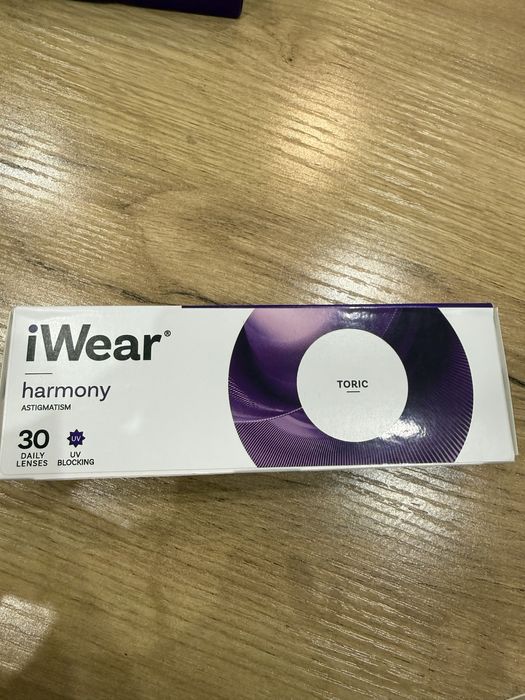 iWear®
harmony
ASTIGMATISM
30
DAILY
LENSES
UV
UV
BLOCKING
TORIC